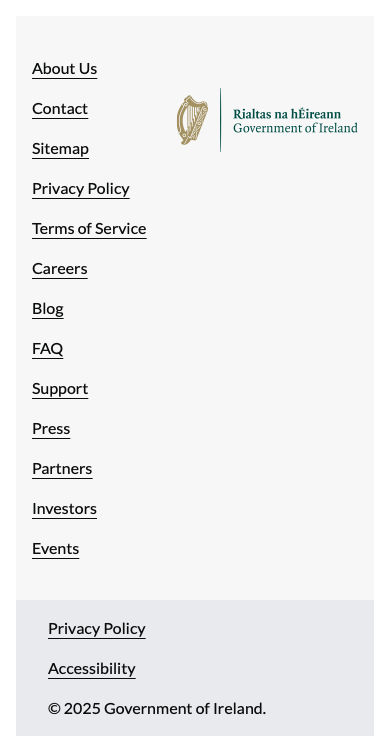 About Us
Contact
Sitemap
Privacy Policy
Terms of Service
Careers
Blog
FAQ
Support
Press
Partners
Investors
Events
Rialtas na hÉireann
Government of Ireland
Privacy Policy
Accessibility
© 2025 Government of Ireland.